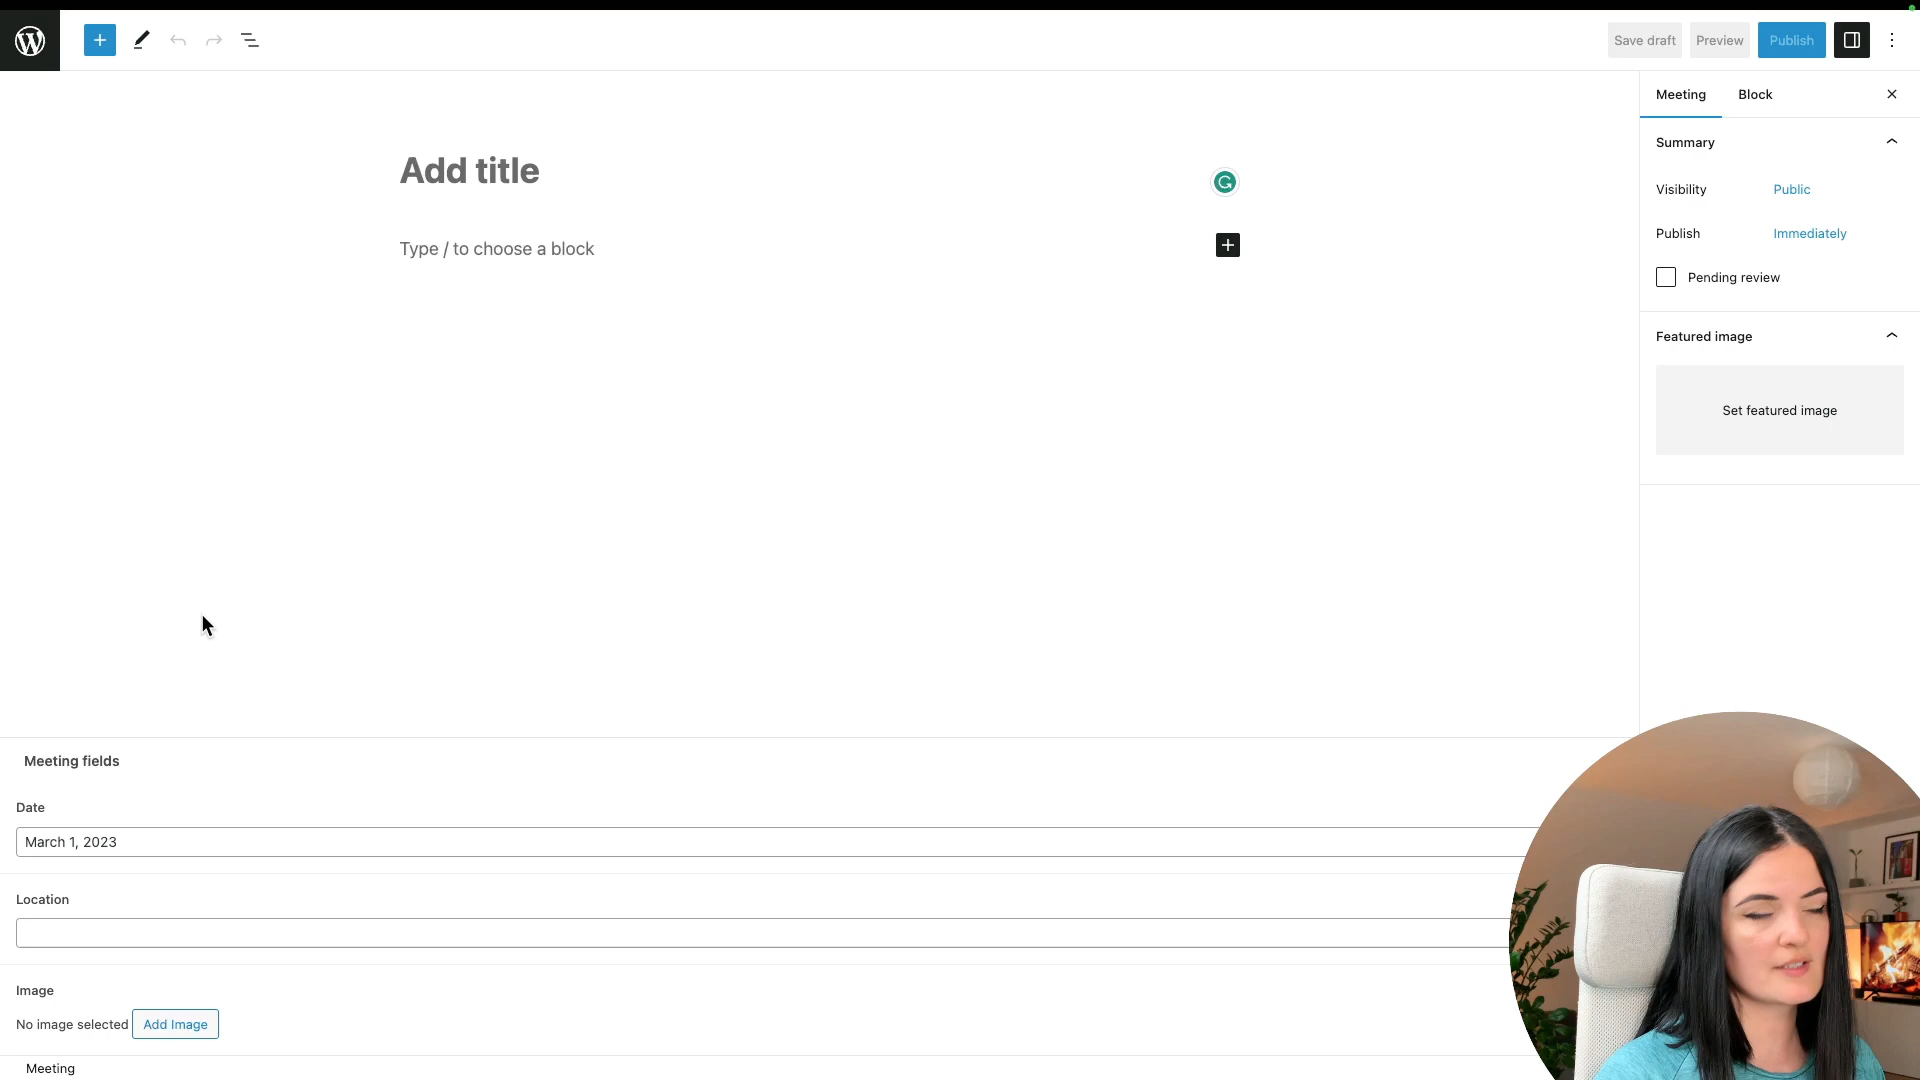 Save draft
Preview
Publish
Meeting
Block
Summary
Visibility
Public
Publish
Immediately
Pending review
Featured image
Set featured image
Add title
Type / to choose a block
Meeting fields
Date
March 1, 2023
Location
Image
No image selected
Add Image
Meeting